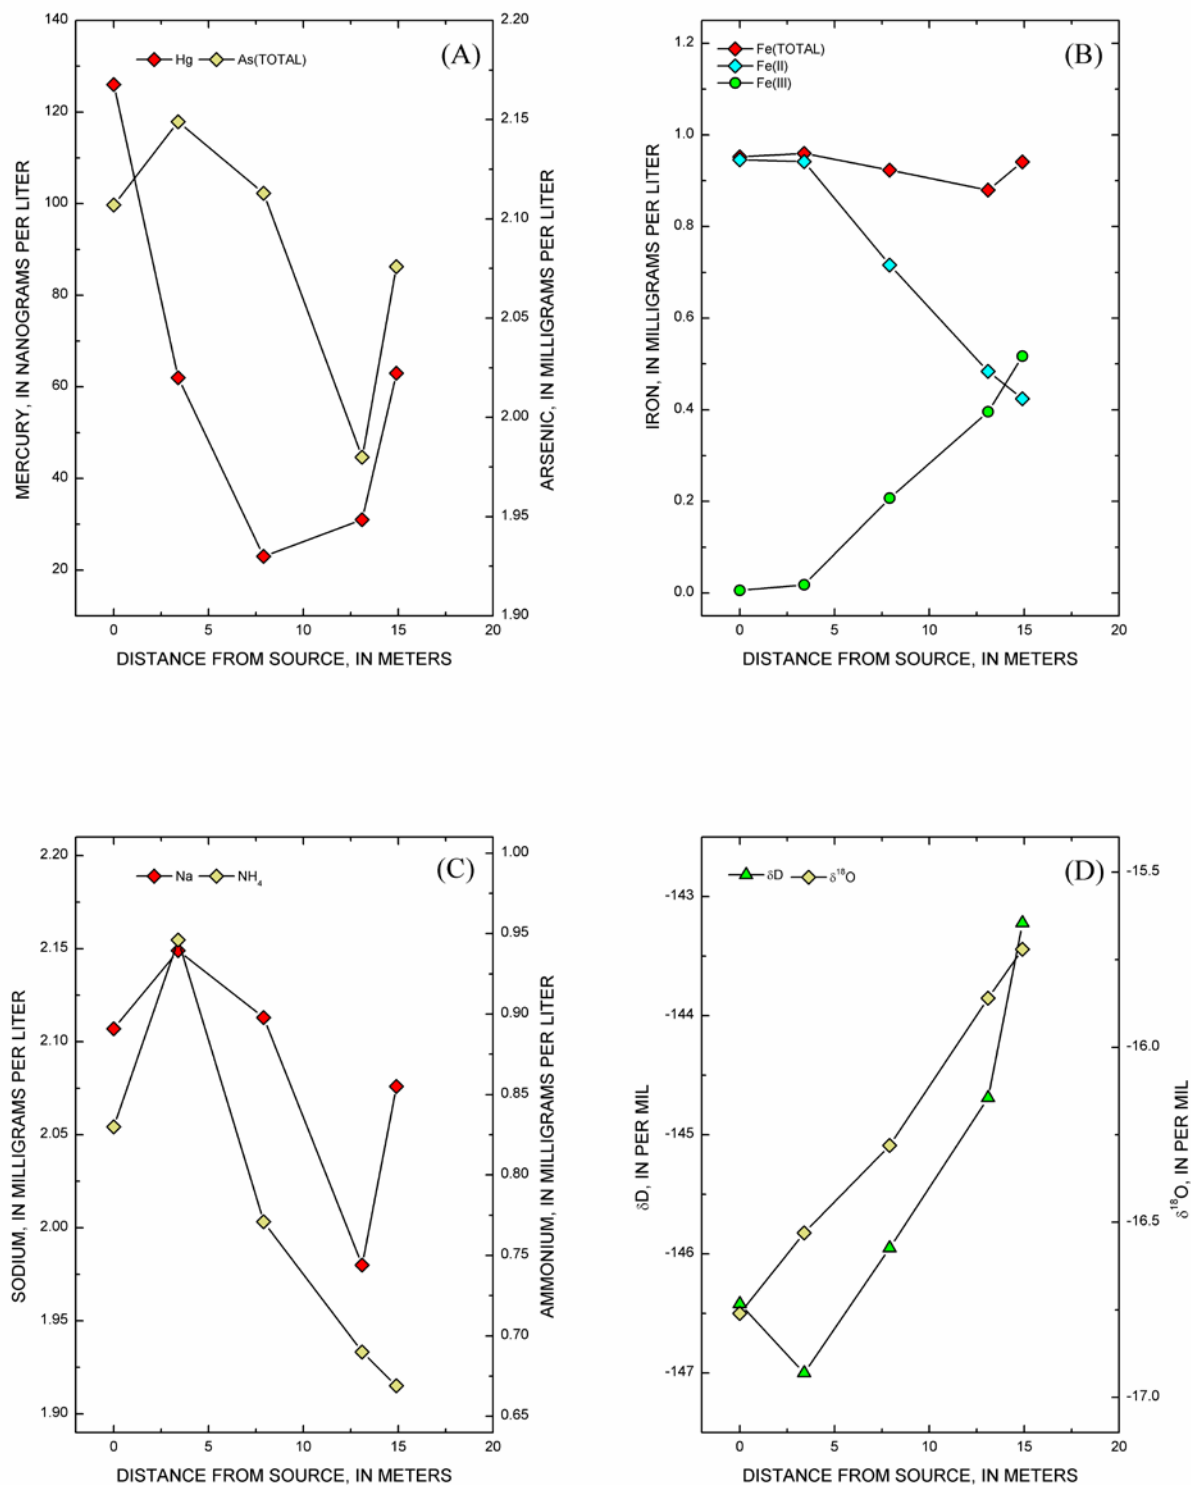 (A)
Hg As(TOTAL)
MERCURY, IN NANOGRAMS PER LITER
140
120
100
80
60
40
20
2.20
2.15
2.10
2.05
2.00
1.95
1.90
ARSENIC, IN MILLIGRAMS PER LITER
0 5 10 15 20
DISTANCE FROM SOURCE, IN METERS
(B)
Fe(TOTAL)
Fe(II)
Fe(III)
IRON, IN MILLIGRAMS PER LITER
1.2
1.0
0.8
0.6
0.4
0.2
0.0
0 5 10 15 20
DISTANCE FROM SOURCE, IN METERS
(C)
Na NH₄
SODIUM, IN MILLIGRAMS PER LITER
2.20
2.15
2.10
2.05
2.00
1.95
1.90
1.00
0.95
0.90
0.85
0.80
0.75
0.70
0.65
AMMONIUM, IN MILLIGRAMS PER LITER
0 5 10 15 20
DISTANCE FROM SOURCE, IN METERS
(D)
δD δ¹⁸O
δD, IN PER MIL
-143
-144
-145
-146
-147
-15.5
-16.0
-16.5
-17.0
δ¹⁸O, IN PER MIL
0 5 10 15 20
DISTANCE FROM SOURCE, IN METERS